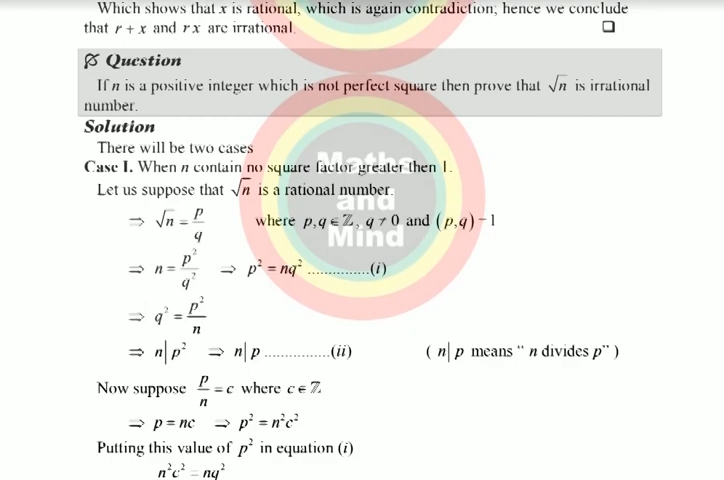 Which shows that x is rational, which is again contradiction; hence we conclude
that r + x and r x are irrational. □
Question
If n is a positive integer which is not perfect square then prove that √n is irrational
number.
Solution
There will be two cases
Case I. When n contain no square factor greater then 1.
Let us suppose that √n is a rational number.
⇒ √n = p/q where p,q ∈ ℤ, q ≠ 0 and (p,q) = 1
⇒ n = p²/q² ⇒ p² = nq² ..............(i)
⇒ q² = p²/n
⇒ n|p² ⇒ n|p ...............(ii) ( n| p means “ n divides p” )
Now suppose p/n = c where c ∈ ℤ
⇒ p = nc ⇒ p² = n²c²
Putting this value of p² in equation (i)
n²c² = nq²
Maths
and
Mind